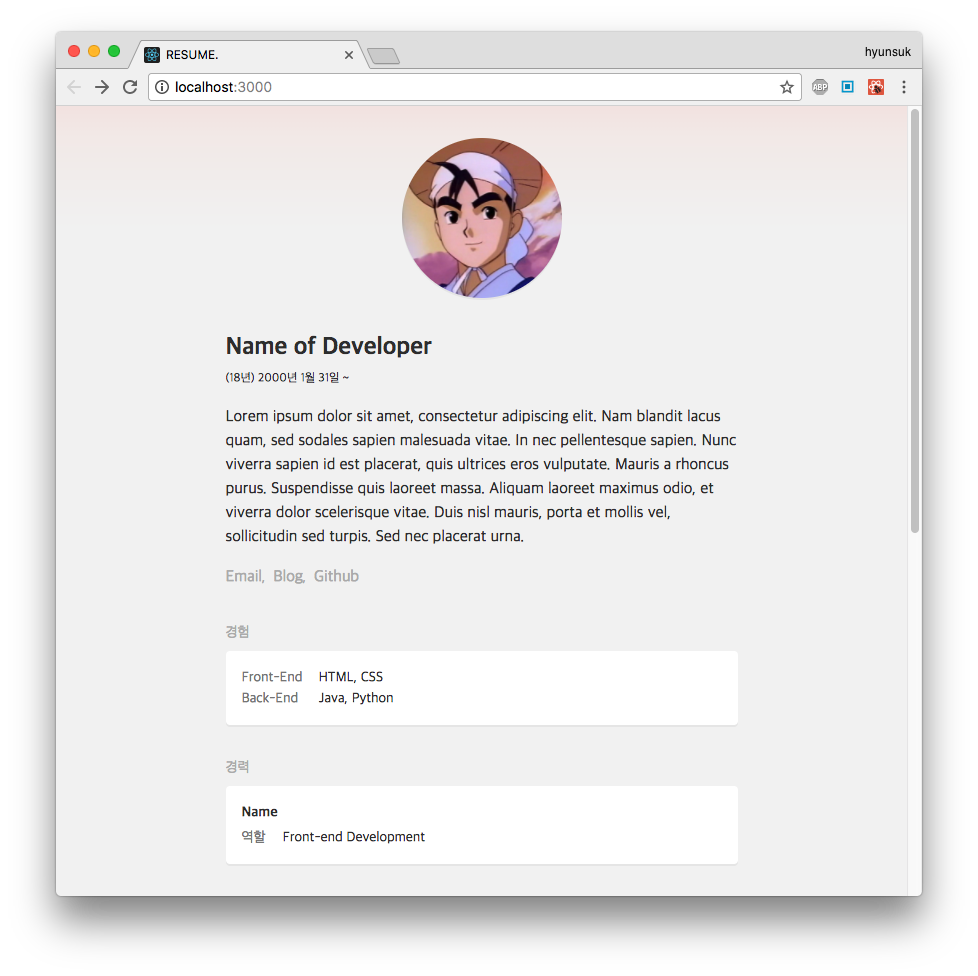 RESUME.
hyunsuk
localhost:3000
ABP
Name of Developer
(18년) 2000년 1월 31일 ~
Lorem ipsum dolor sit amet, consectetur adipiscing elit. Nam blandit lacus
quam, sed sodales sapien malesuada vitae. In nec pellentesque sapien. Nunc
viverra sapien id est placerat, quis ultrices eros vulputate. Mauris a rhoncus
purus. Suspendisse quis laoreet massa. Aliquam laoreet maximus odio, et
viverra dolor scelerisque vitae. Duis nisl mauris, porta et mollis vel,
sollicitudin sed turpis. Sed nec placerat urna.
Email, Blog, Github
경험
Front-End HTML, CSS
Back-End Java, Python
경력
Name
역할 Front-end Development